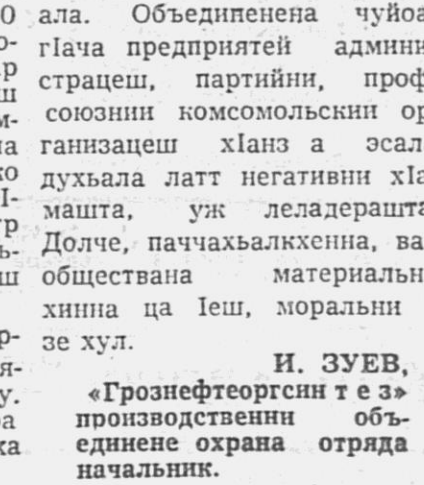 ала. Объединенена чуйоа
гIача предприятей админи
страцеш, партийни, проф
союзнии комсомольскии ор
ганизацеш хIанз а эсал
духьала латт негативни хIа
машта, уж леладерашта
Долче, паччахьалкхенна, ва
обществана материальн
хинна ца Iеш, моральни
зе хул.
И. ЗУЕВ,
«Грознефтеоргсинтез»
производственни объ-
единене охрана отряда
начальник.